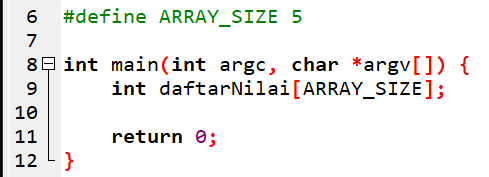 6 #define ARRAY_SIZE 5
7
8 int main(int argc, char *argv[]) {
9 int daftarNilai[ARRAY_SIZE];
10
11 return 0;
12 }